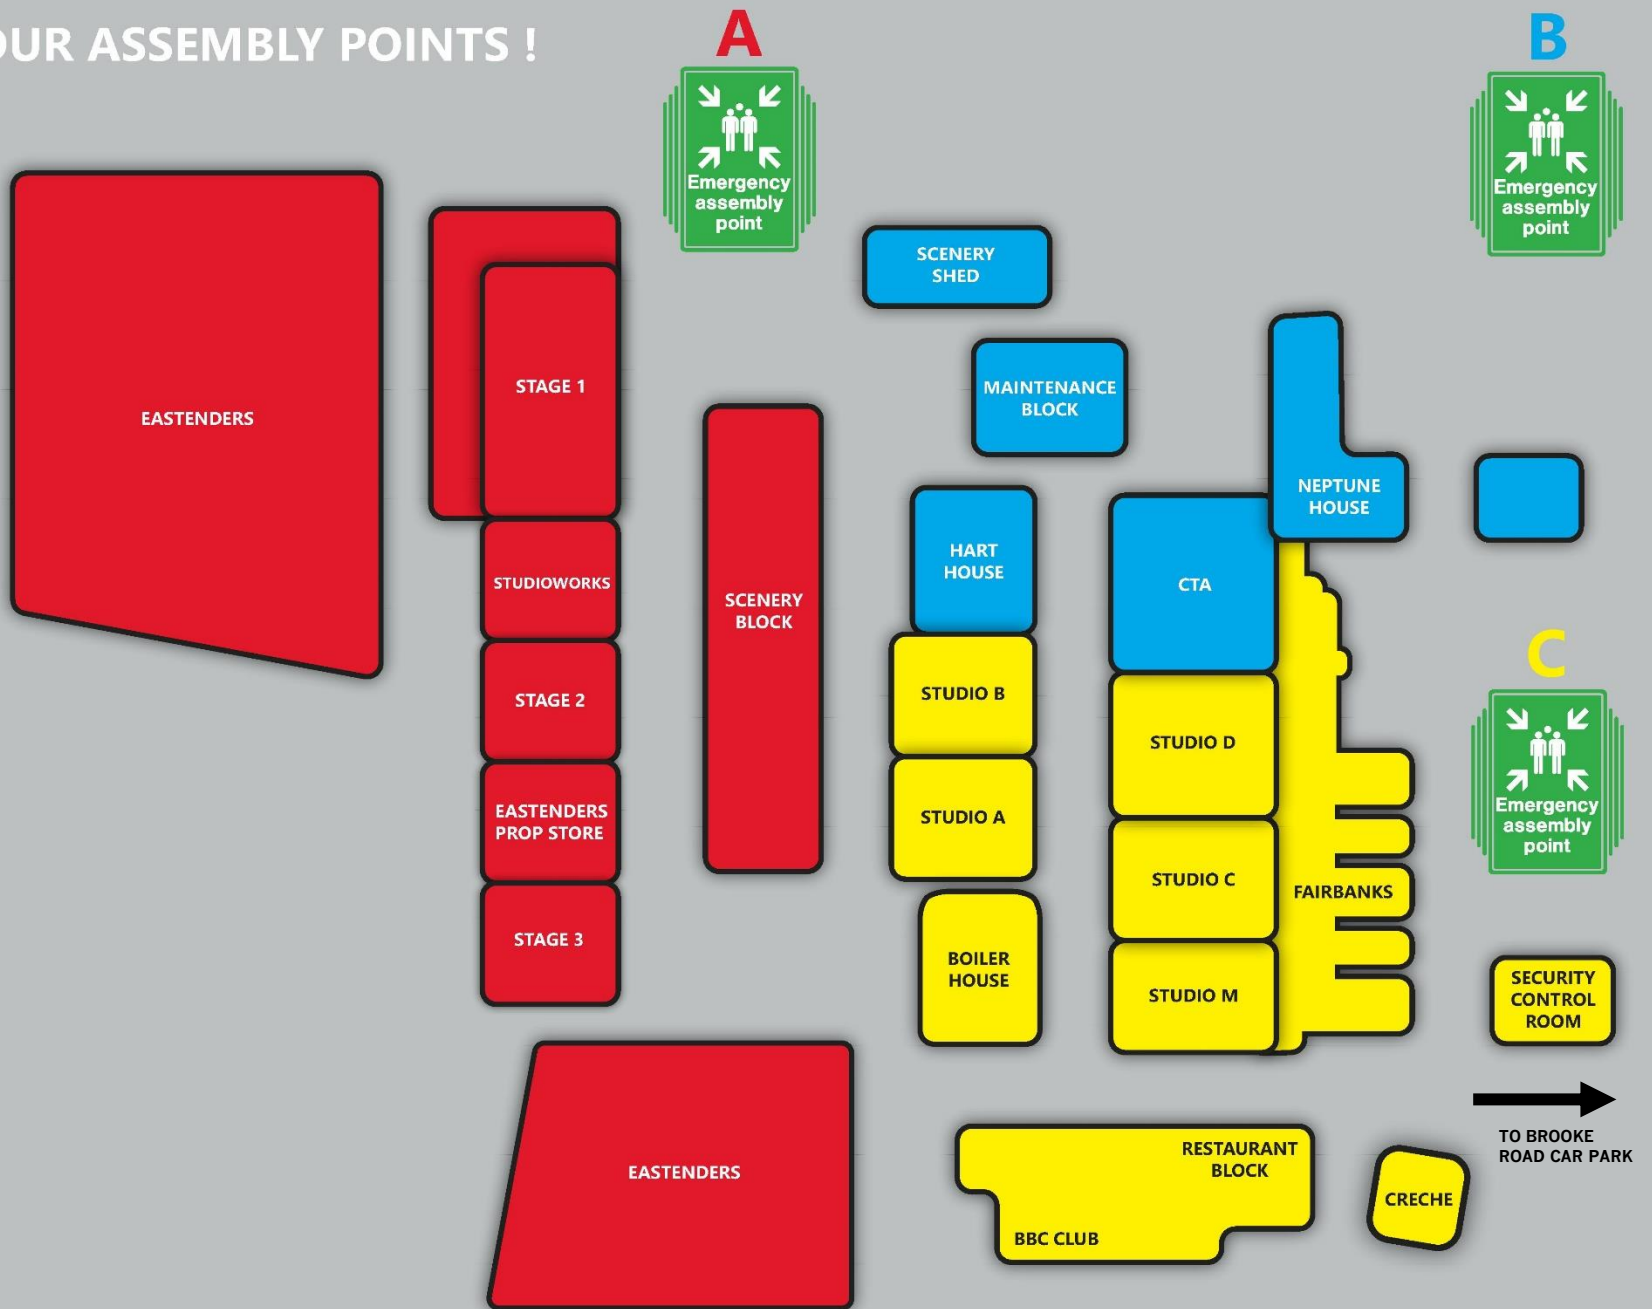 OUR ASSEMBLY POINTS !
A
Emergency
assembly
point
B
Emergency
assembly
point
SCENERY
SHED
EASTENDERS
STAGE 1
MAINTENANCE
BLOCK
NEPTUNE
HOUSE
STUDIOWORKS
SCENERY
BLOCK
HART
HOUSE
CTA
STAGE 2
STUDIO B
STUDIO D
C
Emergency
assembly
point
EASTENDERS
PROP STORE
STUDIO A
STUDIO C
FAIRBANKS
STAGE 3
BOILER
HOUSE
STUDIO M
SECURITY
CONTROL
ROOM
TO BROOKE
ROAD CAR PARK
EASTENDERS
RESTAURANT
BLOCK
BBC CLUB
CRECHE